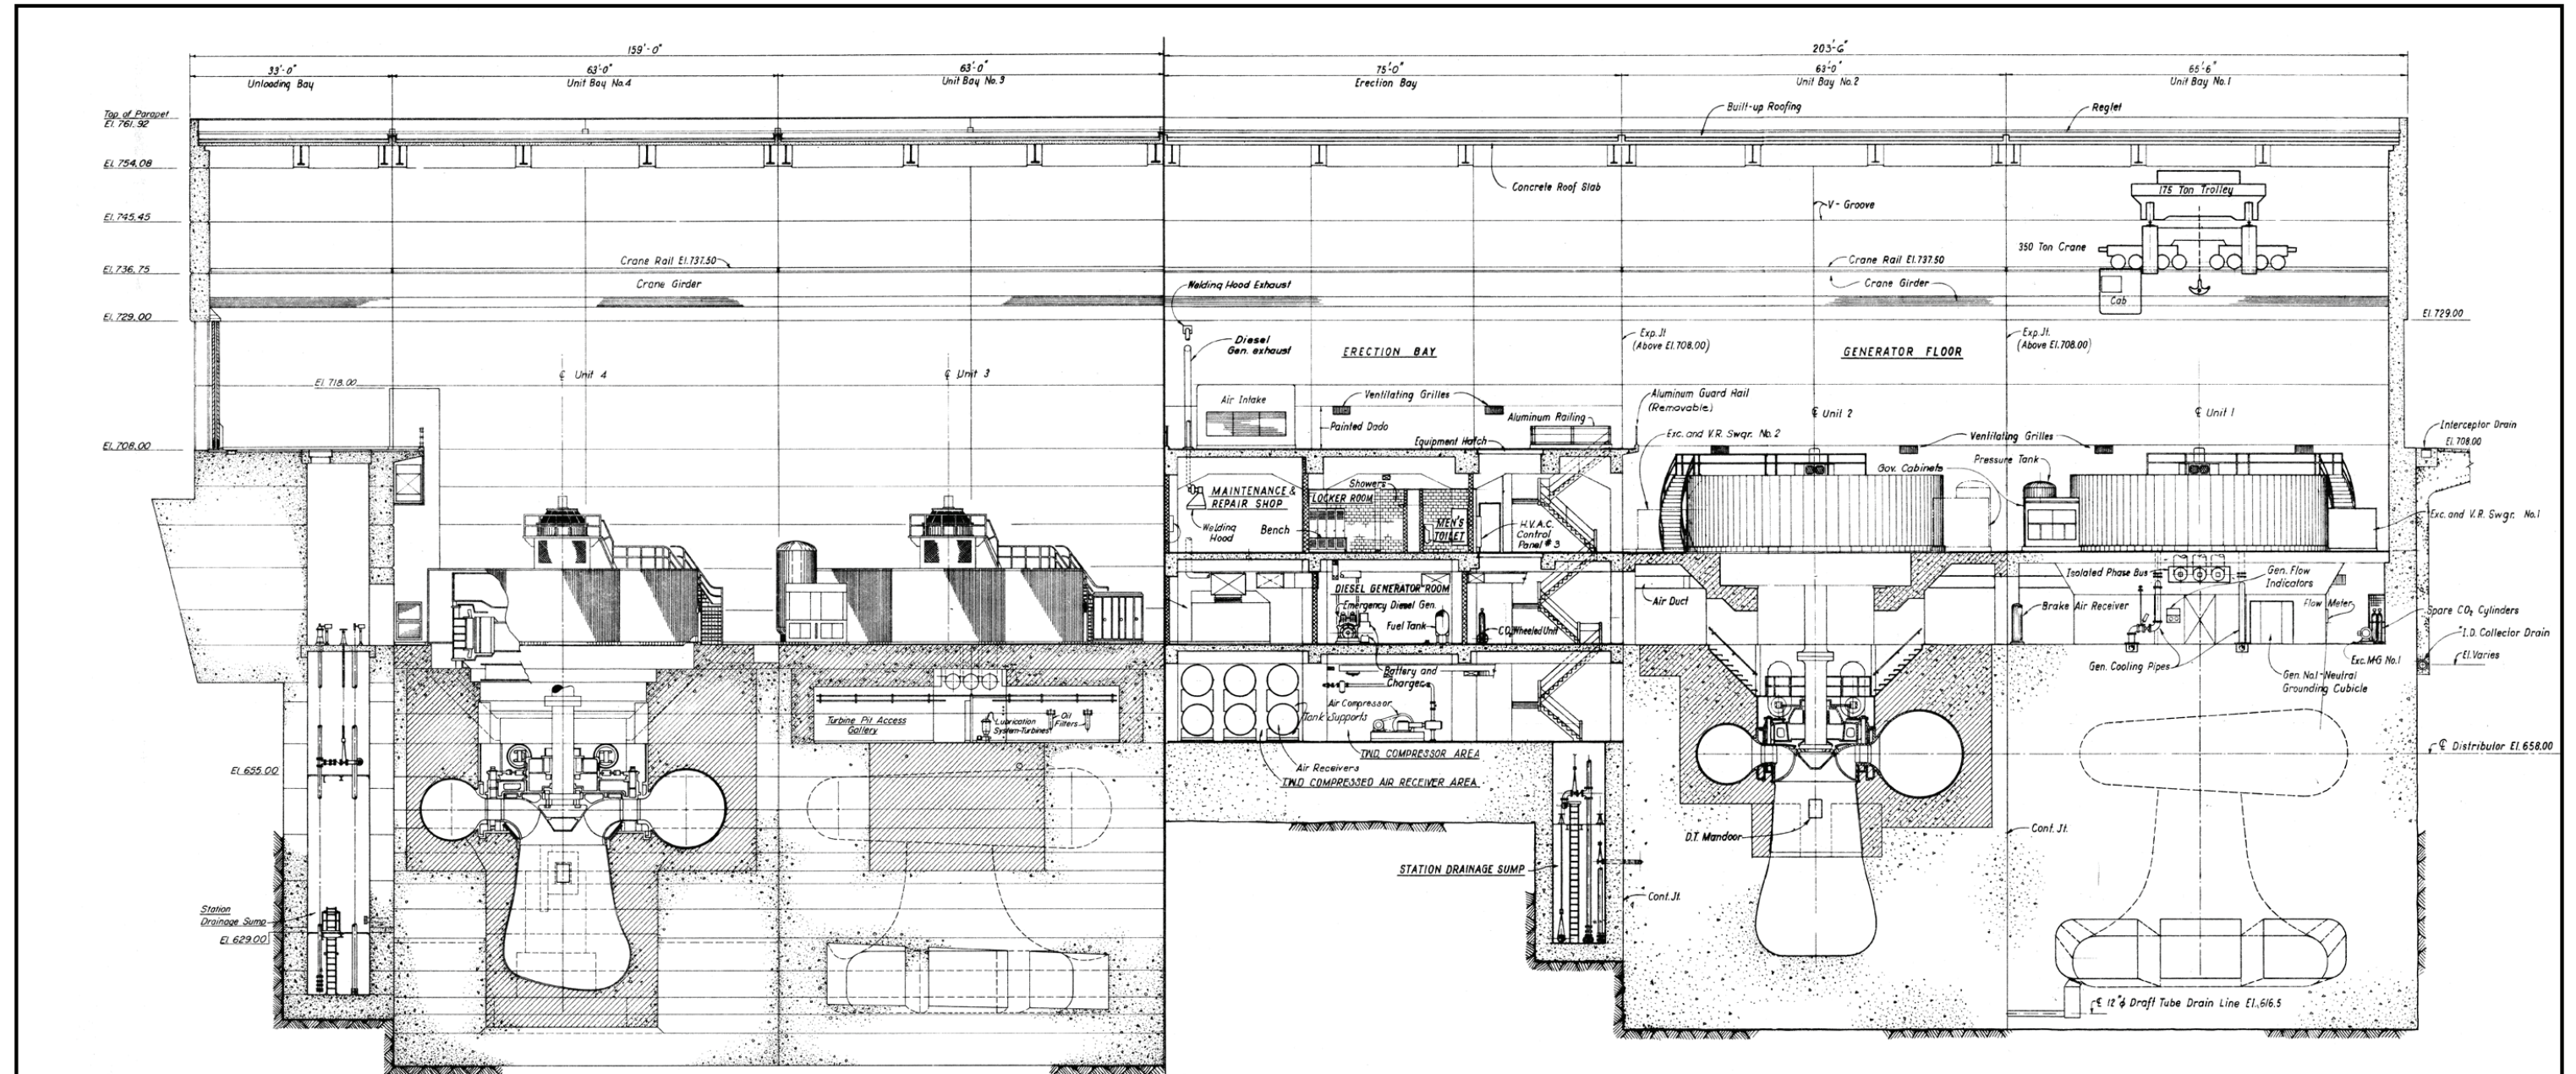 159'-0"
203'-6"
33'-0"
63'-0"
63'-0"
75'-0"
63'-0"
65'-6"
Unloading Bay
Unit Bay No.4
Unit Bay No.3
Erection Bay
Unit Bay No.2
Unit Bay No.1
Top of Parapet
El. 761.92
Built-up Roofing
Reglet
El. 754.08
Concrete Roof Slab
175 Ton Trolley
V-Groove
El. 745.45
350 Ton Crane
Crane Rail El. 737.50
Crane Rail El. 737.50
El. 736.75
Crane Girder
Crane Girder
Welding Hood Exhaust
Cab
El. 729.00
El. 729.00
Diesel
Gen. exhaust
ERECTION BAY
Exp. Jt.
(Above El. 708.00)
GENERATOR FLOOR
Exp. Jt.
(Above El. 708.00)
℄ Unit 4
℄ Unit 3
El. 718.00
Air Intake
Ventilating Grilles
Aluminum Railing
Painted Dado
Aluminum Guard Rail
(Removable)
℄ Unit 2
℄ Unit 1
Equipment Hatch
Exc. and V.R. Swgr. No. 2
Ventilating Grilles
Interceptor Drain
El. 708.00
El. 708.00
Gov. Cabinets
Pressure Tank
MAINTENANCE &
REPAIR SHOP
Showers
LOCKER ROOM
Welding
Hood
Bench
MEN'S
TOILET
H.V.A.C.
Control
Panel #3
Exc. and V.R. Swgr. No.1
DIESEL GENERATOR ROOM
Emergency Diesel Gen.
Fuel Tank
CO₂ Wheeled Unit
Air Duct
Isolated Phase Bus
Gen. Flow
Indicators
Brake Air Receiver
Flow Meter
Spare CO₂ Cylinders
I.D. Collector Drain
El. Varies
Gen. Cooling Pipes
Exc. M-G No.1
Gen. No.1-Neutral
Grounding Cubicle
Battery and
Charger
Air Compressor
Tank Supports
Turbine Pit Access
Gallery
Lubrication
System-Turbines
Oil
Filters
T.W.D. COMPRESSOR AREA
Air Receivers
T.W.D. COMPRESSED AIR RECEIVER AREA
℄ Distributor El. 658.00
El. 655.00
D.T. Mandoor
Cont. Jt.
STATION DRAINAGE SUMP
Cont. Jt.
Station
Drainage Sump
El. 629.00
℄ 12"⌀ Draft Tube Drain Line El. 616.5